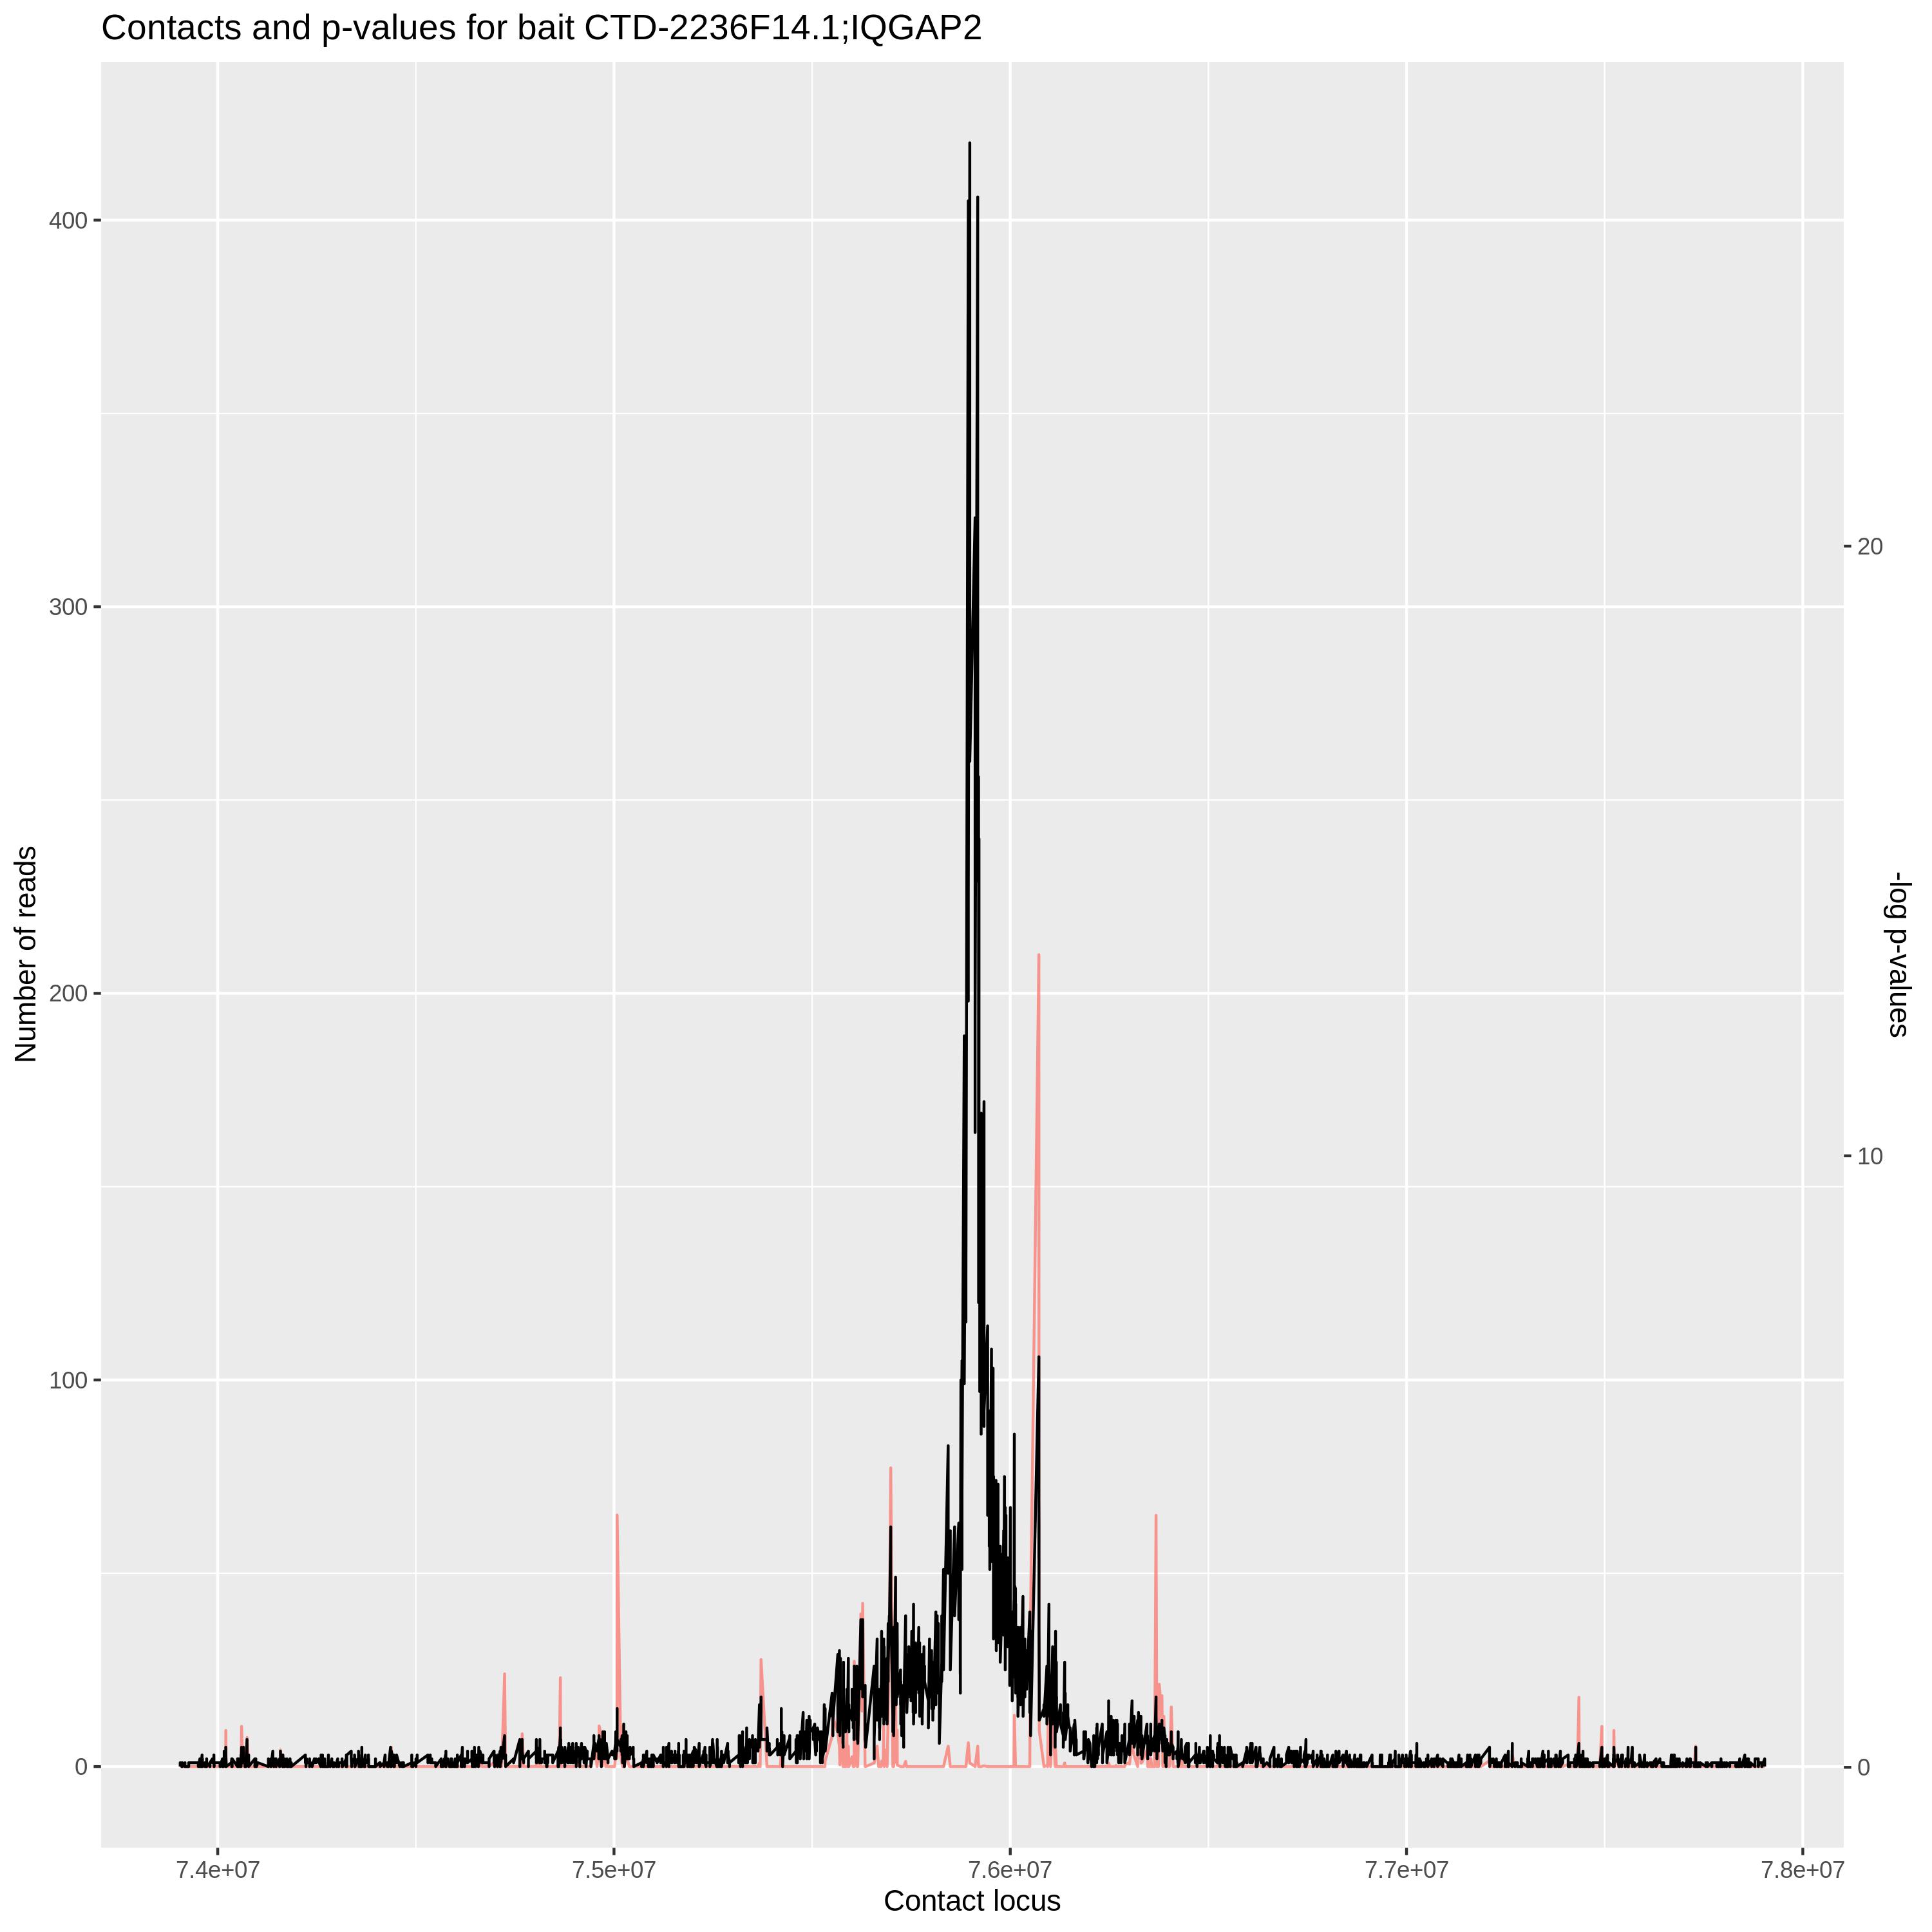 Contacts and p-values for bait CTD-2236F14.1;IQGAP2
400
300
200
100
0
Number of reads
20
10
0
-log p-values
7.4e+07 7.5e+07 7.6e+07 7.7e+07 7.8e+07
Contact locus